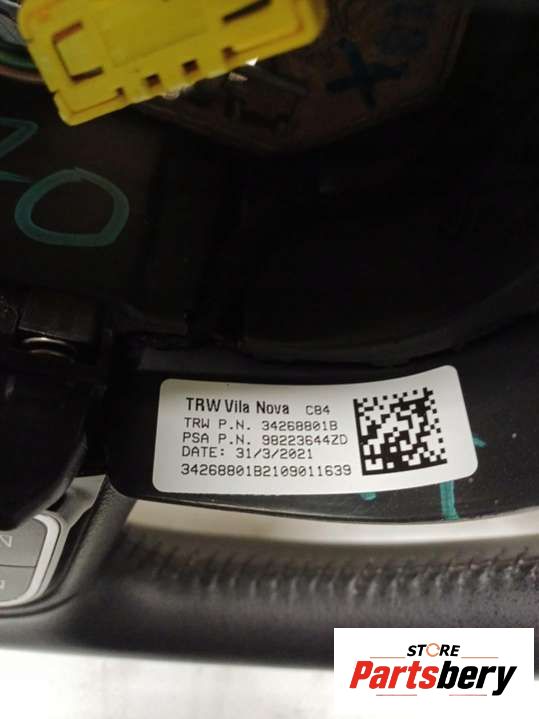 TRW Vila Nova C84
TRW P.N. 34268801B
PSA P.N. 98223644ZD
DATE: 31/3/2021
34268801B2109011639
N
STORE
Partsbery